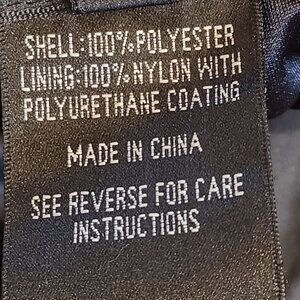 SHELL:100%POLYESTER
LINING:100%NYLON WITH
POLYURETHANE COATING
MADE IN CHINA
SEE REVERSE FOR CARE
INSTRUCTIONS